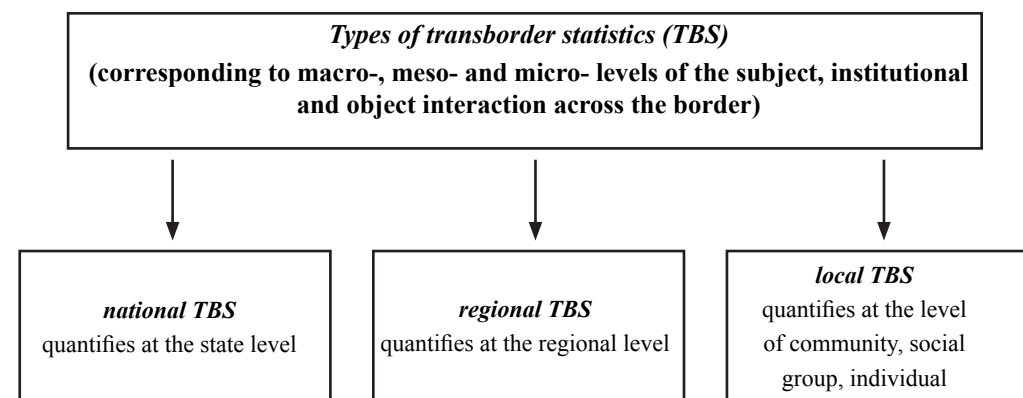 Types of transborder statistics (TBS)
(corresponding to macro-, meso- and micro- levels of the subject, institutional
and object interaction across the border)
national TBS
quantifies at the state level
regional TBS
quantifies at the regional level
local TBS
quantifies at the level
of community, social
group, individual